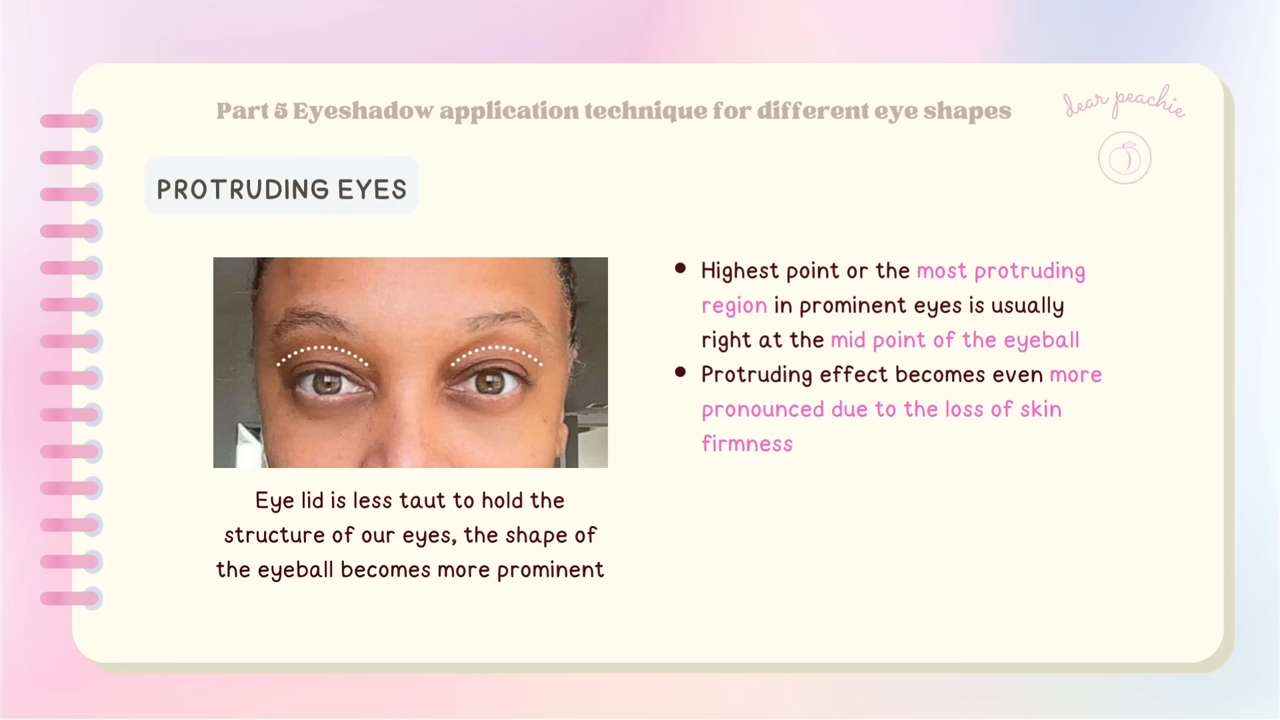 Part 5 Eyeshadow application technique for different eye shapes
dear peachie
PROTRUDING EYES
Eye lid is less taut to hold the
structure of our eyes, the shape of
the eyeball becomes more prominent
Highest point or the most protruding
region in prominent eyes is usually
right at the mid point of the eyeball
Protruding effect becomes even more
pronounced due to the loss of skin
firmness